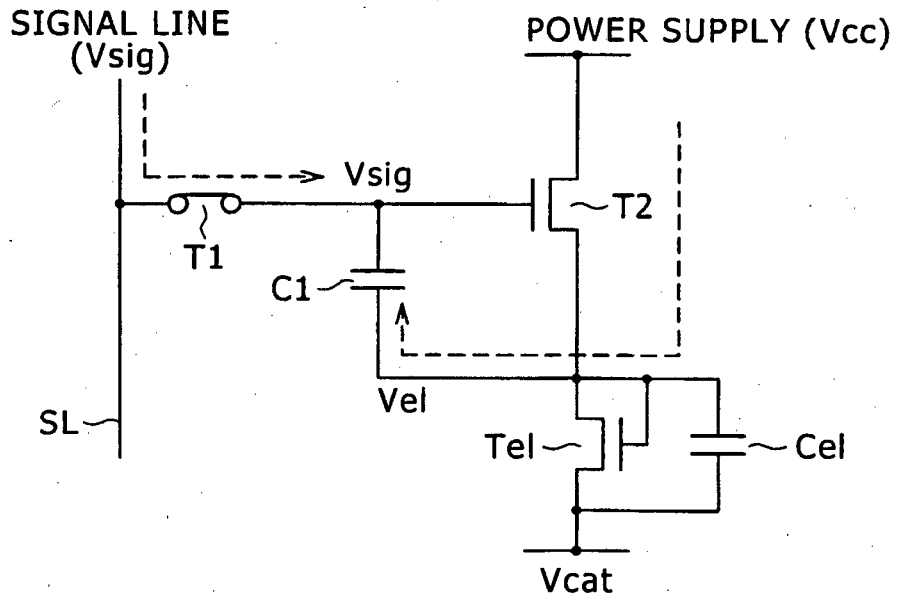 SIGNAL LINE
(Vsig)
POWER SUPPLY (Vcc)
Vsig
T1
T2
C1
Vel
SL
Tel
Cel
Vcat